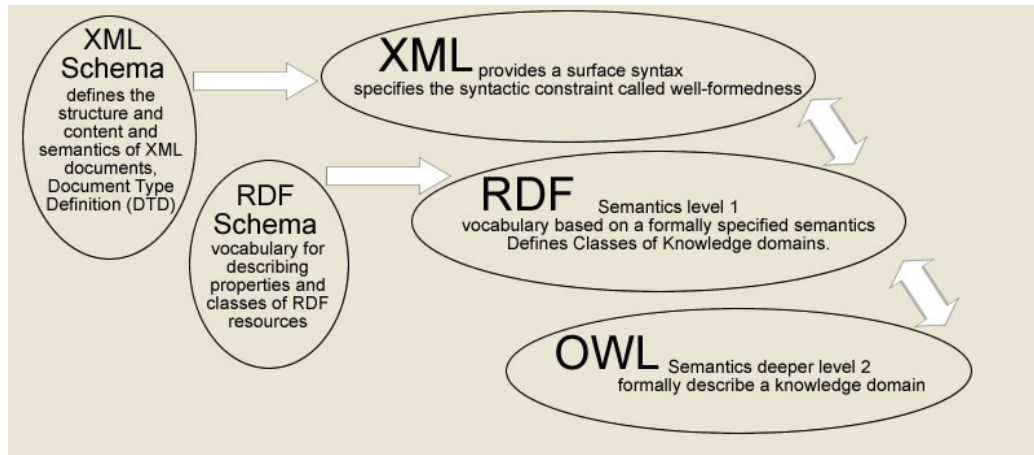 XML
Schema
defines the
structure and
content and
semantics of XML
documents,
Document Type
Definition (DTD)
XML provides a surface syntax
specifies the syntactic constraint called well-formedness
RDF
Schema
vocabulary for
describing
properties and
classes of RDF
resources
RDF Semantics level 1
vocabulary based on a formally specified semantics
Defines Classes of Knowledge domains.
OWL Semantics deeper level 2
formally describe a knowledge domain